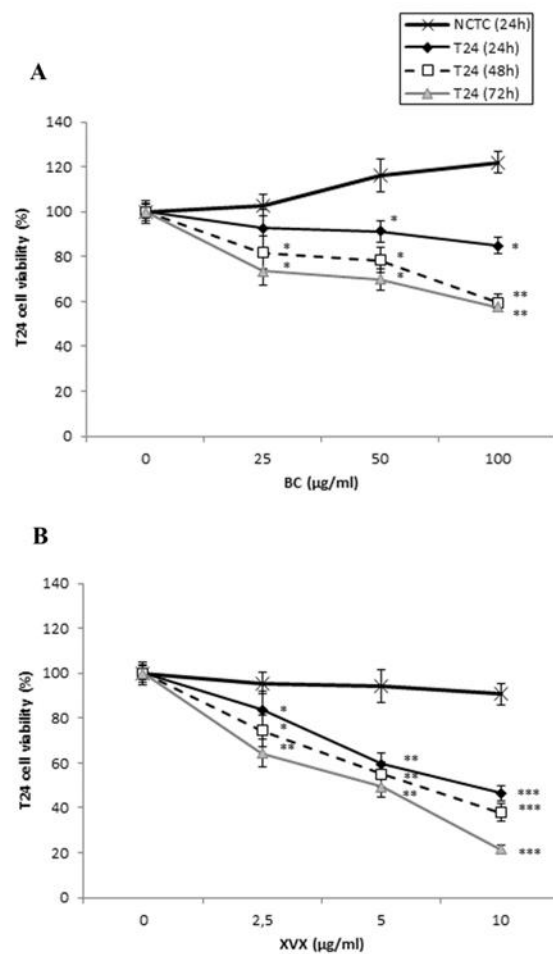 NCTC (24h)
T24 (24h)
T24 (48h)
T24 (72h)
A
140
120
100
80
60
40
20
0
T24 cell viability (%)
* *
* *
* *
*
**
**
0 25 50 100
BC (µg/ml)
B
140
120
100
80
60
40
20
0
T24 cell viability (%)
*
*
**
**
**
**
***
***
***
0 2,5 5 10
XVX (µg/ml)